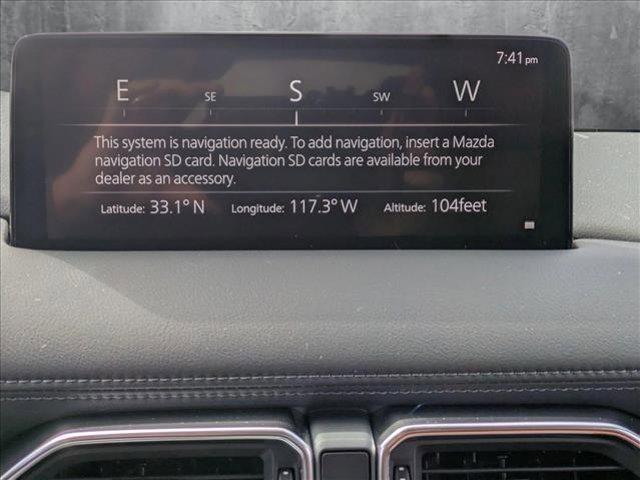 7:41 pm
E SE S SW W
This system is navigation ready. To add navigation, insert a Mazda
navigation SD card. Navigation SD cards are available from your
dealer as an accessory.
Latitude: 33.1° N Longitude: 117.3° W Altitude: 104feet